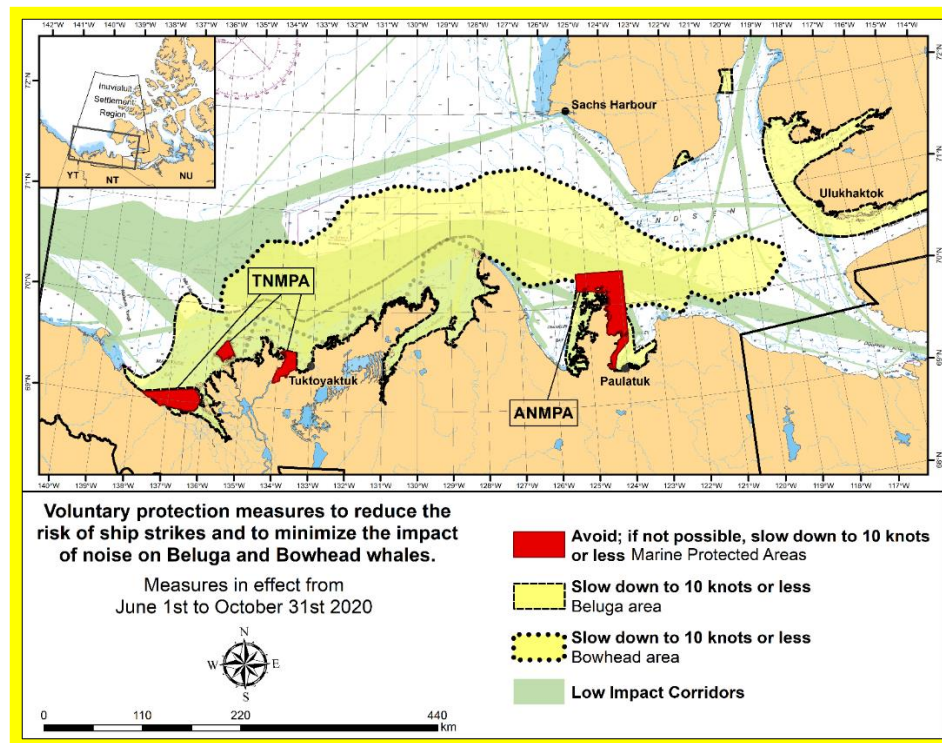 142°W 141°W 140°W 139°W 138°W 137°W 136°W 135°W 134°W 133°W 132°W 131°W 130°W 129°W 128°W 127°W 126°W 125°W 124°W 123°W 122°W 121°W 120°W 119°W 118°W 117°W 116°W 115°W 114°W
72°N
71°N
70°N
69°N
72°N
71°N
70°N
69°N
68°N
Inuvialuit
Settlement
Region
YT NT NU
Sachs Harbour
Ulukhaktok
TNMPA
Tuktoyaktuk
ANMPA
Paulatuk
140°W 139°W 138°W 137°W 136°W 135°W 134°W 133°W 132°W 131°W 130°W 129°W 128°W 127°W 126°W 125°W 124°W 123°W 122°W 121°W 120°W 119°W 118°W 117°W
Voluntary protection measures to reduce the
risk of ship strikes and to minimize the impact
of noise on Beluga and Bowhead whales.
Measures in effect from
June 1st to October 31st 2020
N
W E
S
0 110 220 440
km
Avoid; if not possible, slow down to 10 knots
or less Marine Protected Areas
Slow down to 10 knots or less
Beluga area
Slow down to 10 knots or less
Bowhead area
Low Impact Corridors